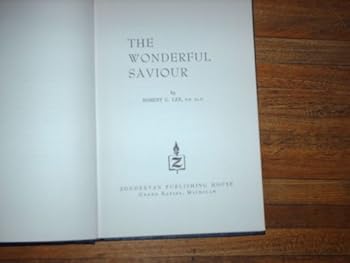 THE
WONDERFUL
SAVIOUR
by
ROBERT G. LEE,
Z
ZONDERVAN PUBLISHING HOUSE
GRAND RAPIDS, MICHIGAN